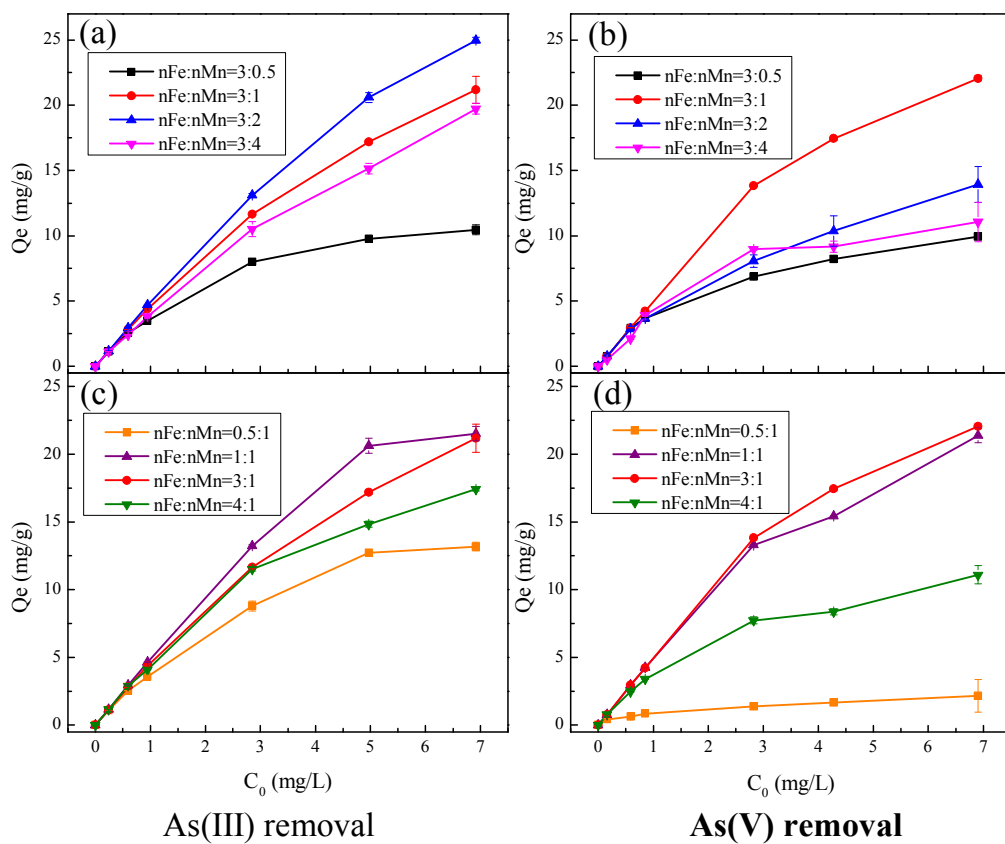 (a)
nFe:nMn=3:0.5
nFe:nMn=3:1
nFe:nMn=3:2
nFe:nMn=3:4
25
20
15
10
5
0
Qe (mg/g)
(b)
nFe:nMn=3:0.5
nFe:nMn=3:1
nFe:nMn=3:2
nFe:nMn=3:4
25
20
15
10
5
0
Qe (mg/g)
(c)
nFe:nMn=0.5:1
nFe:nMn=1:1
nFe:nMn=3:1
nFe:nMn=4:1
25
20
15
10
5
0
Qe (mg/g)
0 1 2 3 4 5 6 7
C0 (mg/L)
As(III) removal
(d)
nFe:nMn=0.5:1
nFe:nMn=1:1
nFe:nMn=3:1
nFe:nMn=4:1
25
20
15
10
5
0
Qe (mg/g)
0 1 2 3 4 5 6 7
C0 (mg/L)
As(V) removal